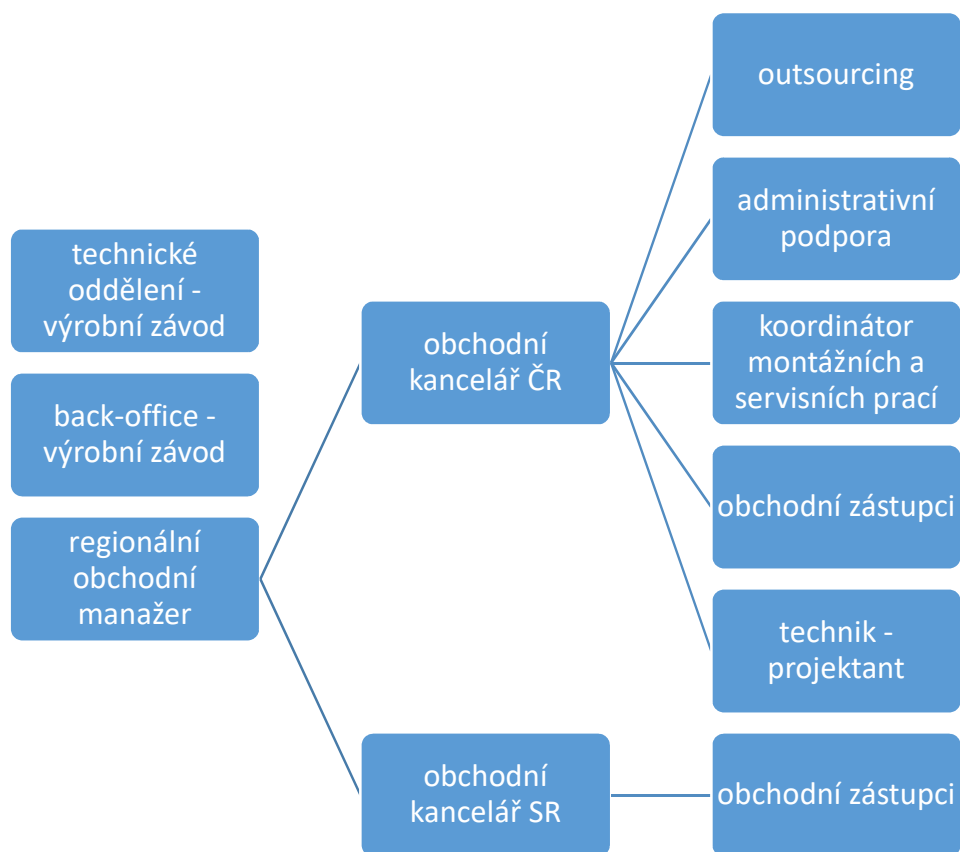 technické
oddělení -
výrobní závod
back-office -
výrobní závod
regionální
obchodní
manažer
obchodní
kancelář ČR
outsourcing
administrativní
podpora
koordinátor
montážních a
servisních prací
obchodní zástupci
technik -
projektant
obchodní
kancelář SR
obchodní zástupci